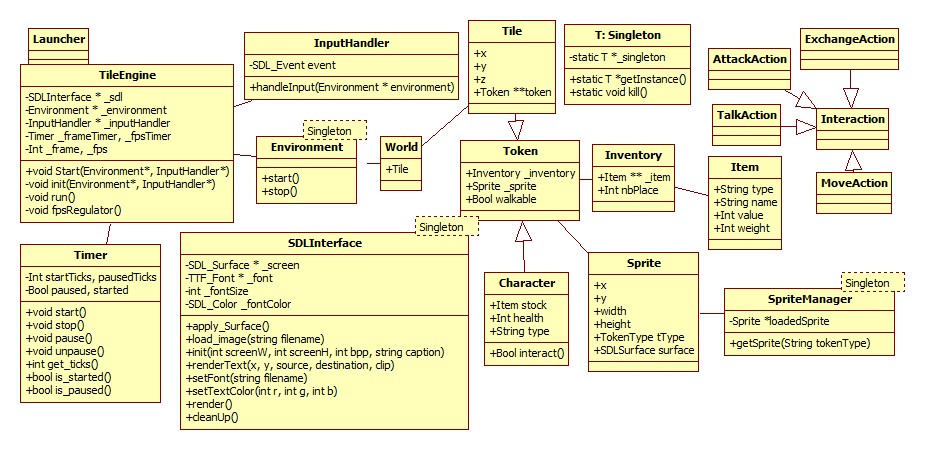 Launcher
TileEngine
-SDLInterface * _sdl
-Environment * _environment
-InputHandler * _inputHandler
-Timer _frameTimer, _fpsTimer
-Int _frame, _fps
+void Start(Environment*, InputHandler*)
-void init(Environment*, InputHandler*)
-void run()
-void fpsRegulator()
InputHandler
-SDL_Event event
+handleInput(Environment * environment)
Singleton
Environment
+start()
+stop()
World
+Tile
Tile
+x
+y
+z
+Token **token
T: Singleton
-static T *_singleton
+static T *getInstance()
+static void kill()
AttackAction
ExchangeAction
TalkAction
Interaction
MoveAction
Token
+Inventory _inventory
+Sprite _sprite
+Bool walkable
Inventory
+Item ** _item
+Int nbPlace
Item
+String type
+String name
+Int value
+Int weight
Timer
-Int startTicks, pausedTicks
-Bool paused, started
+void start()
+void stop()
+void pause()
+void unpause()
+int get_ticks()
+bool is_started()
+bool is_paused()
Singleton
SDLInterface
-SDL_Surface * _screen
-TTF_Font * _font
-int _fontSize
-SDL_Color _fontColor
+apply_Surface()
+load_image(string filename)
+init(int screenW, int screenH, int bpp, string caption)
+renderText(x, y, source, destination, clip)
+setFont(string filename)
+setTextColor(int r, int g, int b)
+render()
+cleanUp()
Character
+Item stock
+Int health
+String type
+Bool interact()
Sprite
+x
+y
+width
+height
+TokenType tType
+SDLSurface surface
Singleton
SpriteManager
-Sprite *loadedSprite
+getSprite(String tokenType)